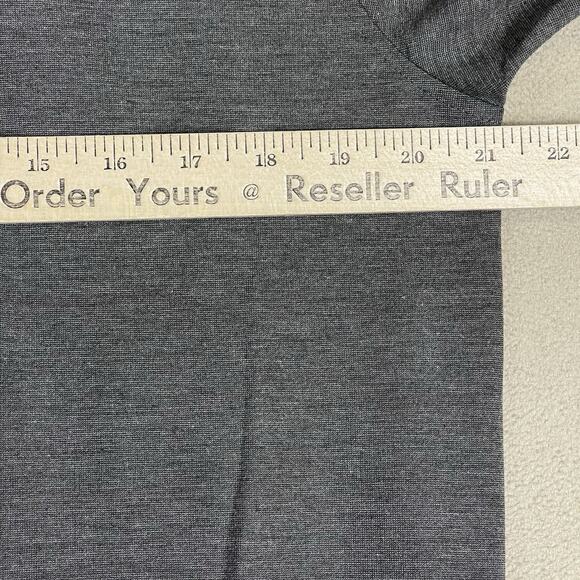 15 16 17 18 19 20 21 22
Order Yours @ Reseller Ruler